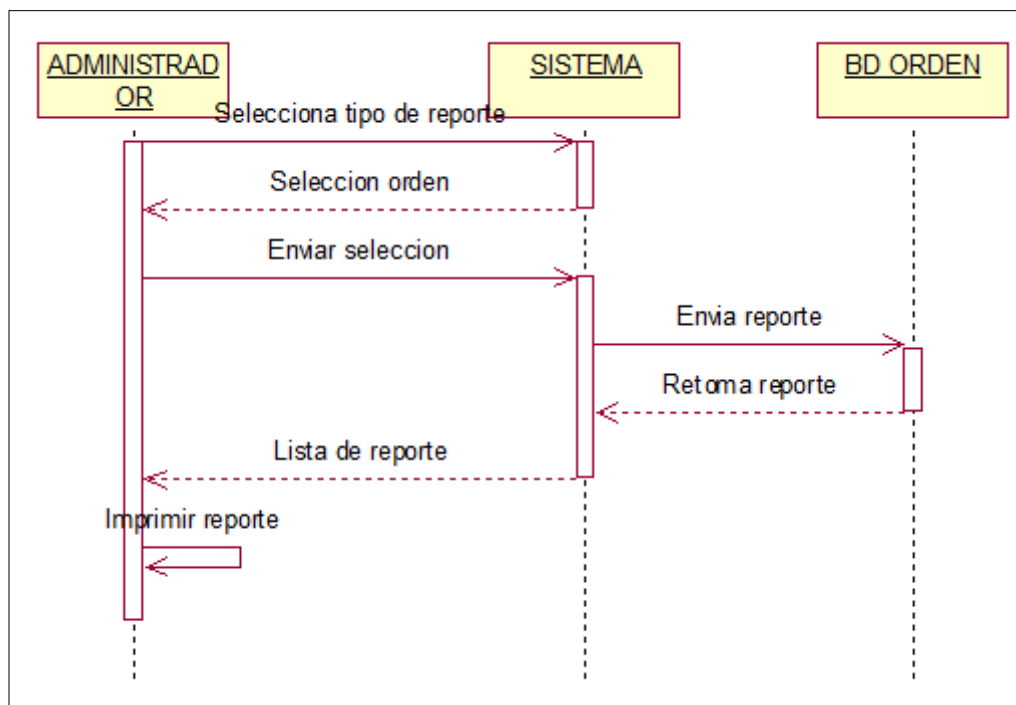 ADMINISTRAD
OR
SISTEMA
BD ORDEN
Selecciona tipo de reporte
Seleccion orden
Enviar seleccion
Envia reporte
Retorna reporte
Lista de reporte
Imprimir reporte